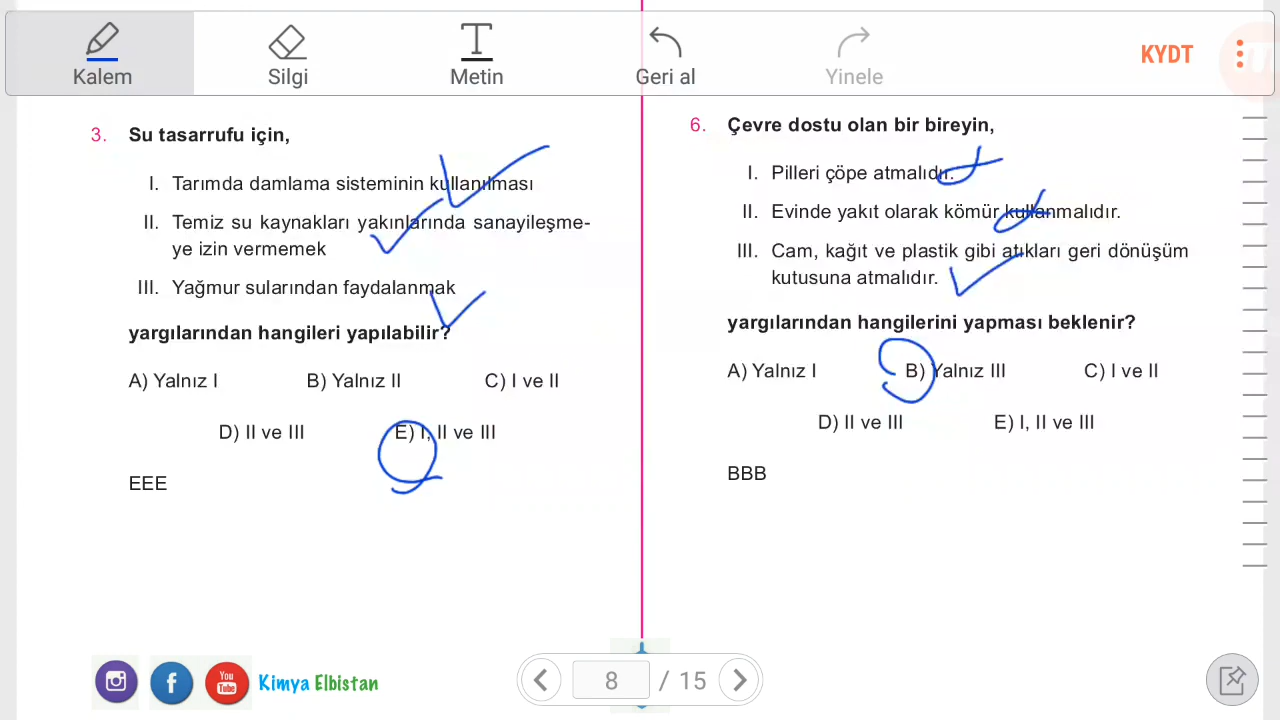 Kalem
Silgi
Metin
Geri al
Yinele
KYDT
3. Su tasarrufu için,
I. Tarımda damlama sisteminin kullanılması
II. Temiz su kaynakları yakınlarında sanayileşme-
ye izin vermemek
III. Yağmur sularından faydalanmak
yargılarından hangileri yapılabilir?
A) Yalnız I B) Yalnız II C) I ve II
D) II ve III E) I, II ve III
EEE
6. Çevre dostu olan bir bireyin,
I. Pilleri çöpe atmalıdır.
II. Evinde yakıt olarak kömür kullanmalıdır.
III. Cam, kağıt ve plastik gibi atıkları geri dönüşüm
kutusuna atmalıdır.
yargılarından hangilerini yapması beklenir?
A) Yalnız I B) Yalnız III C) I ve II
D) II ve III E) I, II ve III
BBB
You
Tube
Kimya Elbistan
8 / 15